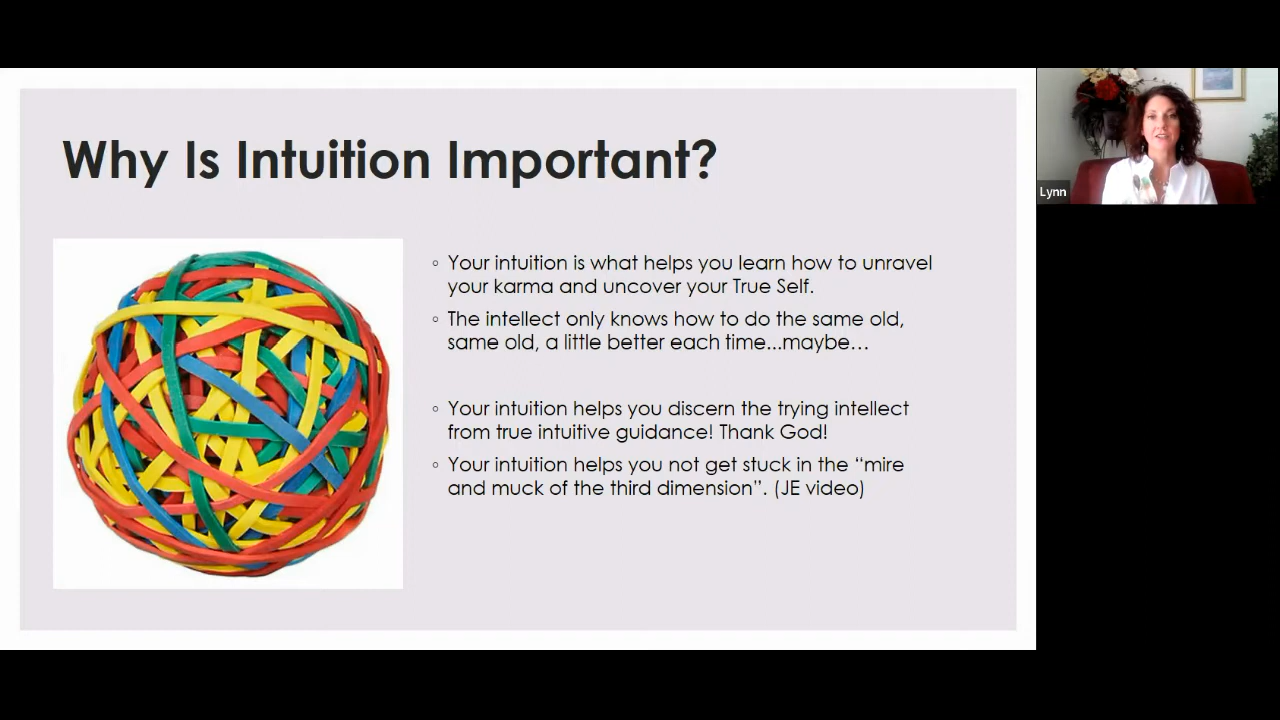 Why Is Intuition Important?
Your intuition is what helps you learn how to unravel
your karma and uncover your True Self.
The intellect only knows how to do the same old,
same old, a little better each time...maybe...
Your intuition helps you discern the trying intellect
from true intuitive guidance! Thank God!
Your intuition helps you not get stuck in the “mire
and muck of the third dimension”. (JE video)
Lynn